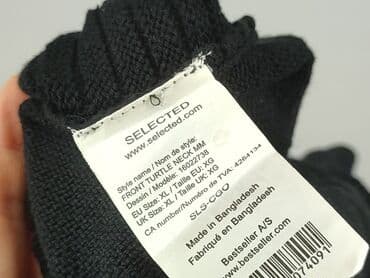 SELECTED
www.selected.com
Style name / Nom de style:
FRONT TURTLE NECK MM
Dessin / Modèle: 16022738
EU Size: XL / Taille EU: XG
UK Size: XL / Taille UK: XG
CA number/Numéro de TVA: 4264134
SLS-CGO
Made in Bangladesh
Fabriqué en Bangladesh
Bestseller A/S
www.bestseller.com